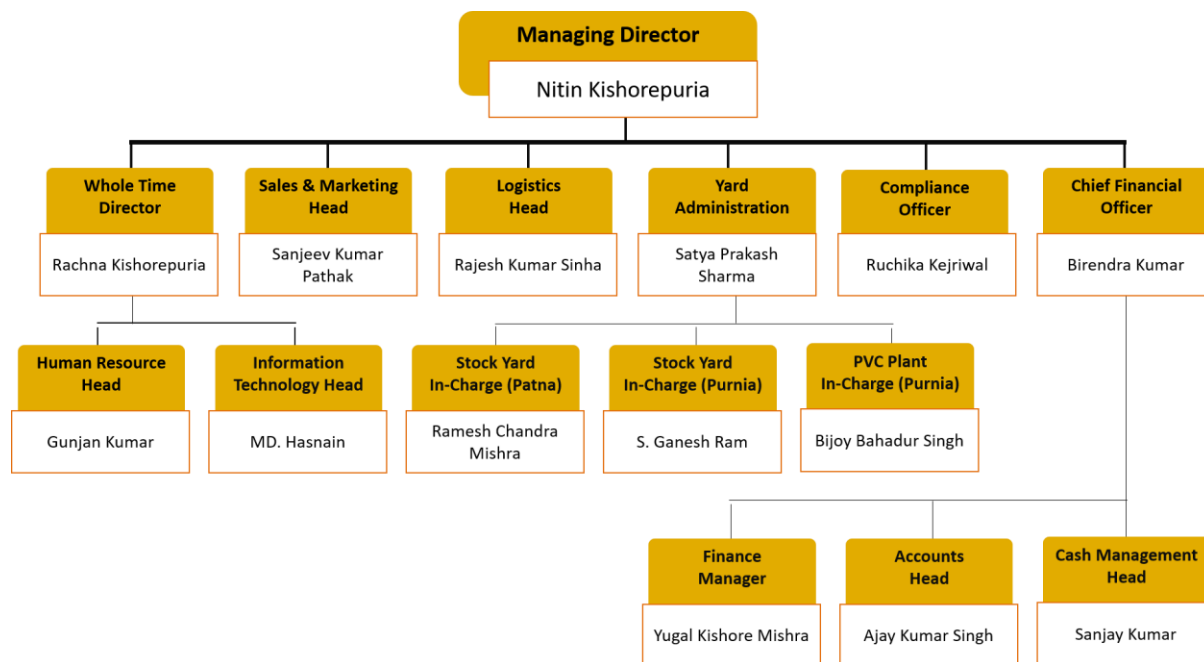 Managing Director
Nitin Kishorepuria
Whole Time
Director
Rachna Kishorepuria
Sales & Marketing
Head
Sanjeev Kumar
Pathak
Logistics
Head
Rajesh Kumar Sinha
Yard
Administration
Satya Prakash
Sharma
Compliance
Officer
Ruchika Kejriwal
Chief Financial
Officer
Birendra Kumar
Human Resource
Head
Gunjan Kumar
Information
Technology Head
MD. Hasnain
Stock Yard
In-Charge (Patna)
Ramesh Chandra
Mishra
Stock Yard
In-Charge (Purnia)
S. Ganesh Ram
PVC Plant
In-Charge (Purnia)
Bijoy Bahadur Singh
Finance
Manager
Yugal Kishore Mishra
Accounts
Head
Ajay Kumar Singh
Cash Management
Head
Sanjay Kumar